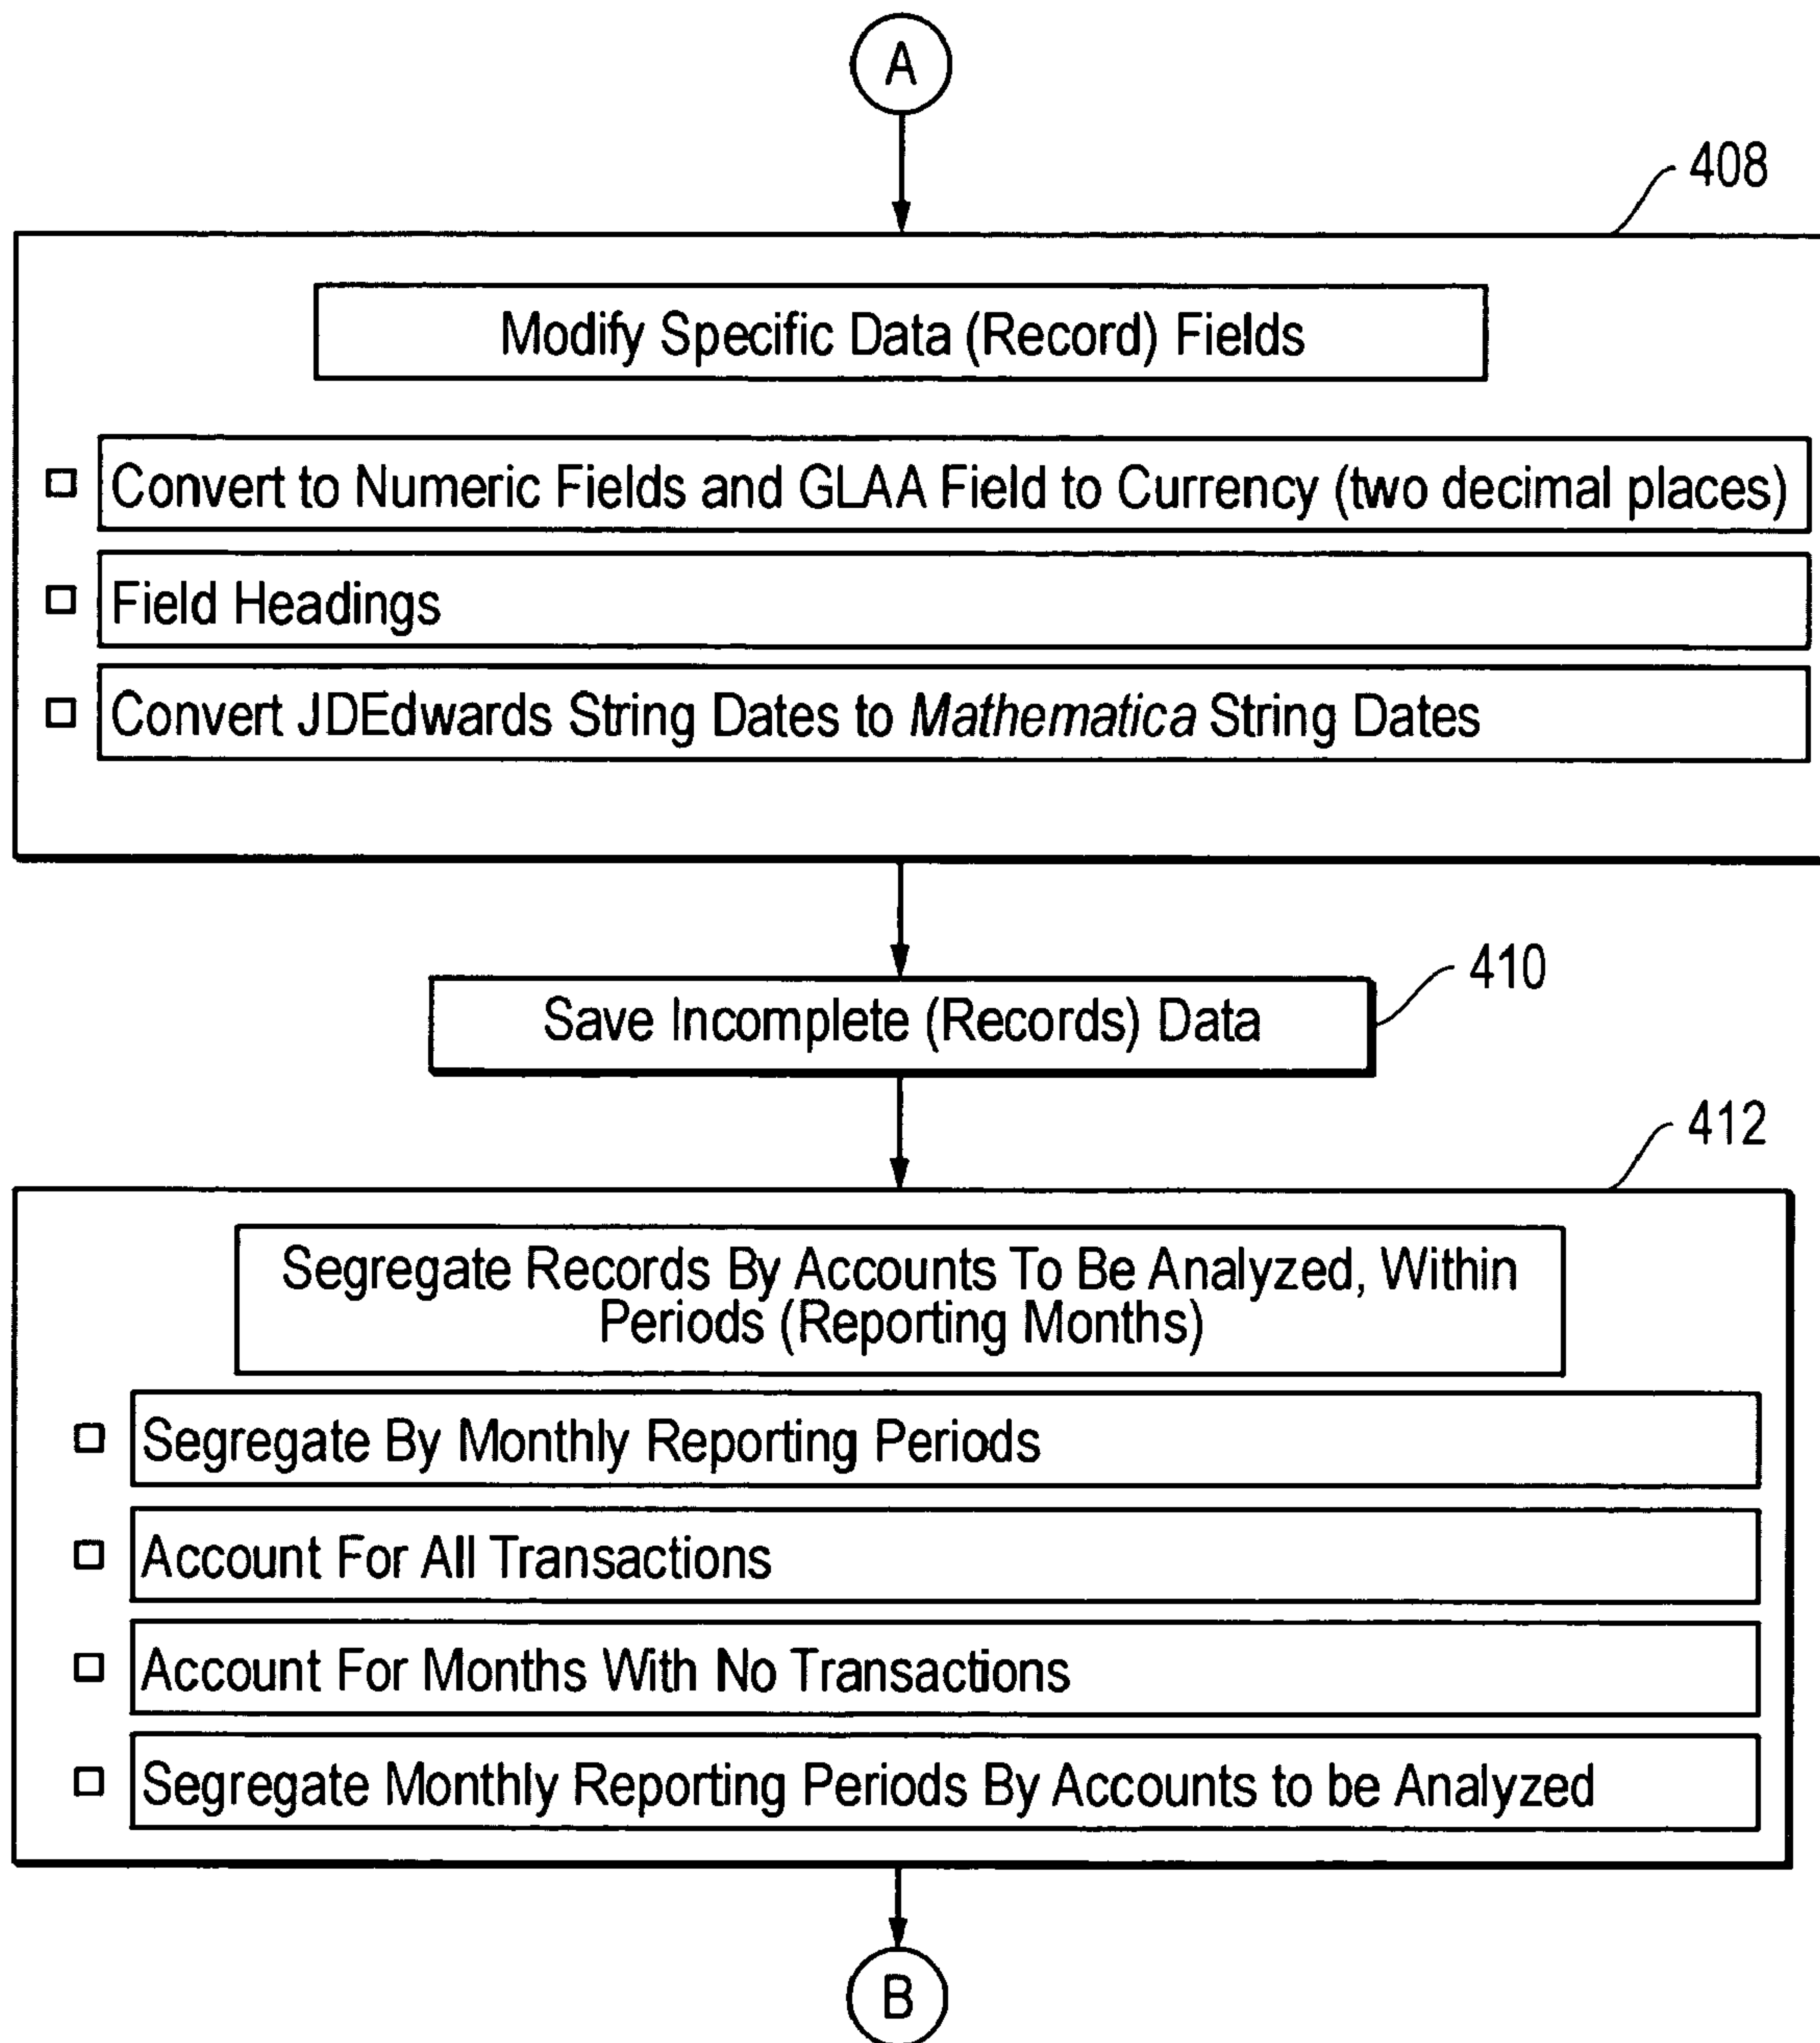 A
408
Modify Specific Data (Record) Fields
Convert to Numeric Fields and GLAA Field to Currency (two decimal places)
Field Headings
Convert JDEdwards String Dates to Mathematica String Dates
410
Save Incomplete (Records) Data
412
Segregate Records By Accounts To Be Analyzed, Within
Periods (Reporting Months)
Segregate By Monthly Reporting Periods
Account For All Transactions
Account For Months With No Transactions
Segregate Monthly Reporting Periods By Accounts to be Analyzed
B